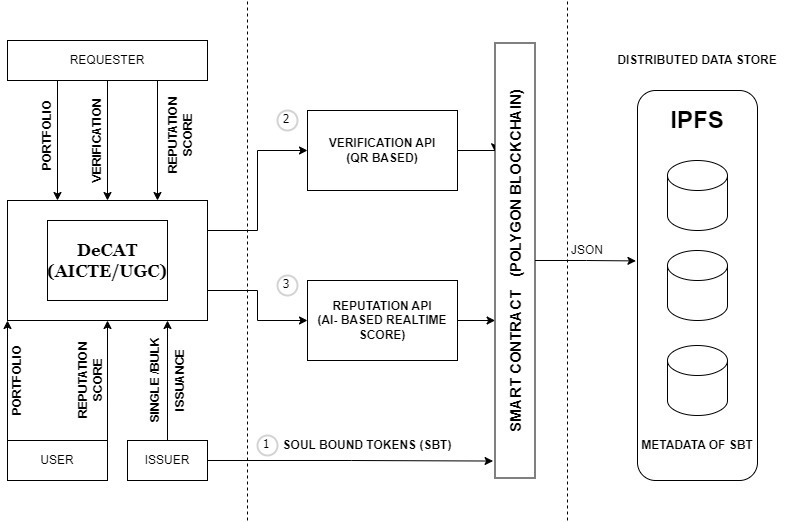 REQUESTER
PORTFOLIO
VERIFICATION
REPUTATION
SCORE
DeCAT
(AICTE/UGC)
PORTFOLIO
REPUTATION
SCORE
SINGLE /BULK
ISSUANCE
USER
ISSUER
2
VERIFICATION API
(QR BASED)
3
REPUTATION API
(AI- BASED REALTIME
SCORE)
1
SOUL BOUND TOKENS (SBT)
SMART CONTRACT (POLYGON BLOCKCHAIN)
JSON
DISTRIBUTED DATA STORE
IPFS
METADATA OF SBT